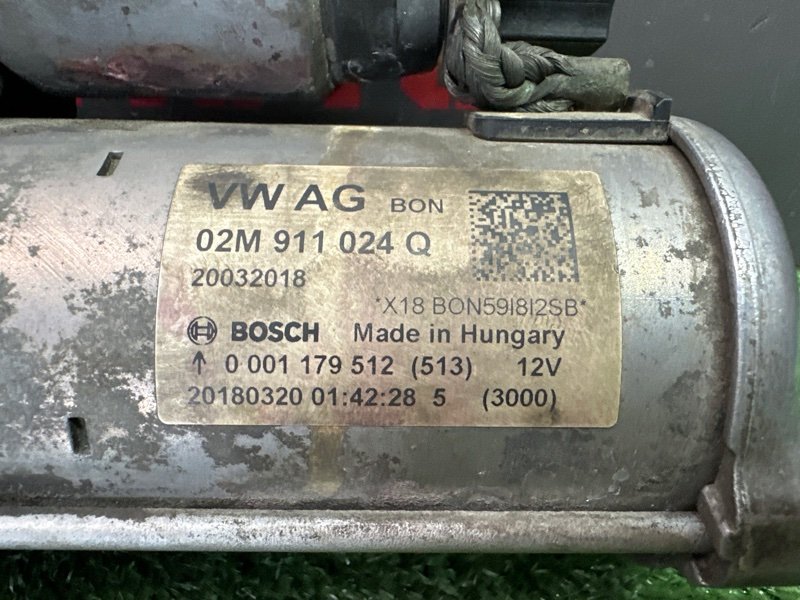 VW AG BON
02M 911 024 Q
20032018
*X18 BON59I8I2SB*
BOSCH Made in Hungary
↑ 0 001 179 512 (513) 12V
20180320 01:42:28 5 (3000)